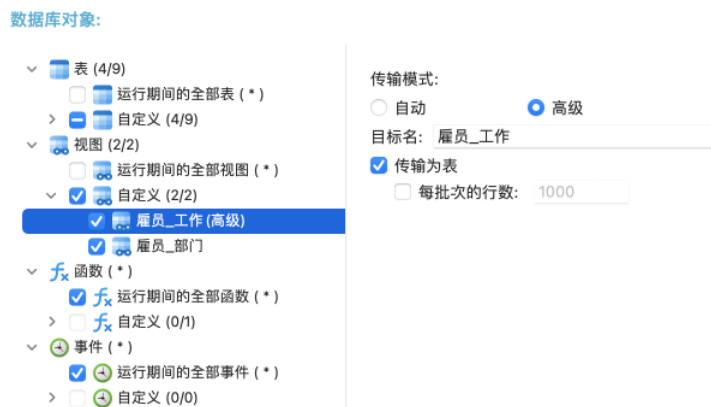 数据库对象:
表 (4/9)
运行期间的全部表 ( * )
自定义 (4/9)
视图 (2/2)
运行期间的全部视图 ( * )
自定义 (2/2)
雇员_工作 (高级)
雇员_部门
函数 ( * )
运行期间的全部函数 ( * )
自定义 (0/1)
事件 ( * )
运行期间的全部事件 ( * )
自定义 (0/0)
传输模式:
自动 高级
目标名: 雇员_工作
传输为表
每批次的行数: 1000